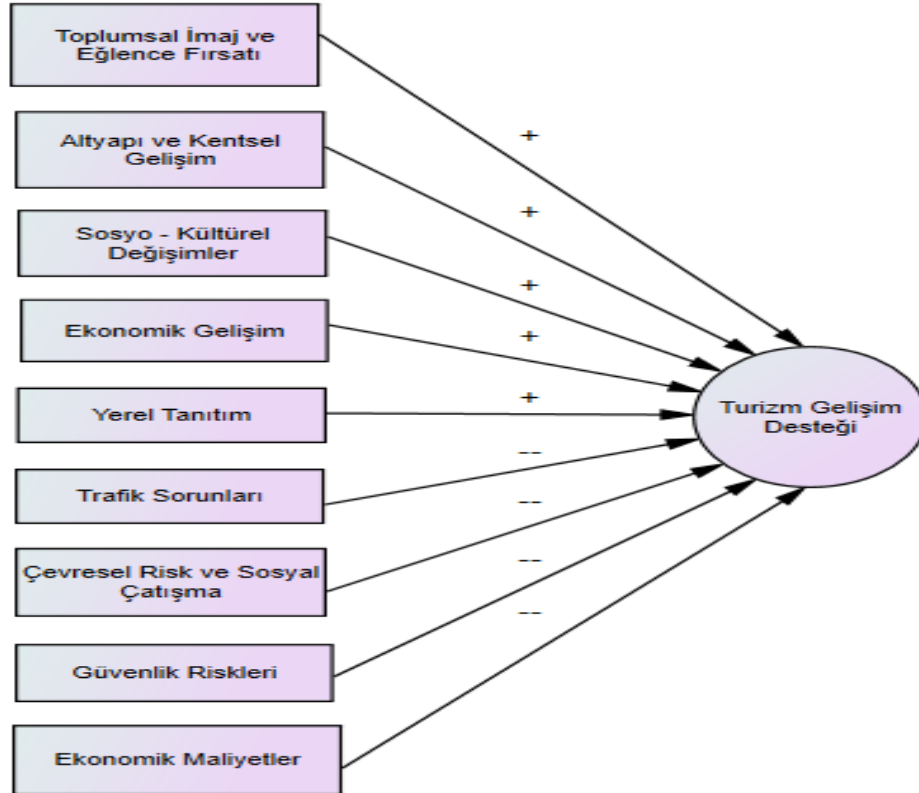 Toplumsal İmaj ve
Eğlence Fırsatı
+
Altyapı ve Kentsel
Gelişim
+
Sosyo - Kültürel
Değişimler
+
Ekonomik Gelişim
+
Yerel Tanıtım
+
Turizm Gelişim
Desteği
Trafik Sorunları
--
Çevresel Risk ve Sosyal
Çatışma
--
Güvenlik Riskleri
--
Ekonomik Maliyetler
--